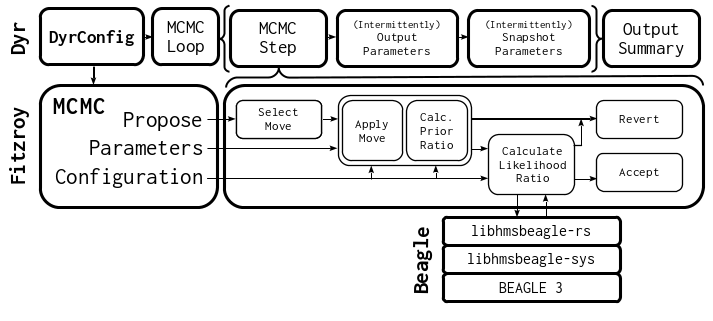 Dyr
DyrConfig
MCMC
Loop
MCMC
Step
(Intermittently)
Output
Parameters
(Intermittently)
Snapshot
Parameters
Output
Summary
Fitzroy
MCMC
Propose
Parameters
Configuration
Select
Move
Apply
Move
Calc.
Prior
Ratio
Calculate
Likelihood
Ratio
Revert
Accept
Beagle
libhmsbeagle-rs
libhmsbeagle-sys
BEAGLE 3